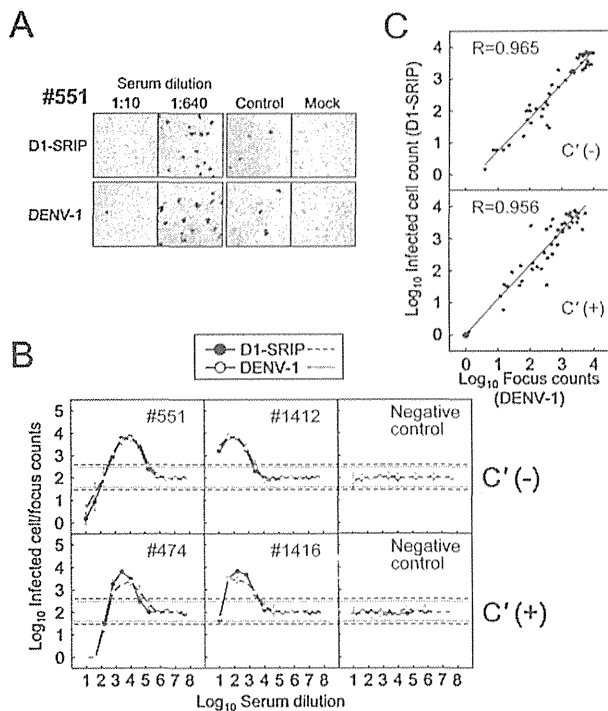 A
#551
Serum dilution
1:10 1:640 Control Mock
D1-SRIP
DENV-1
C
Log10 Infected cell count (D1-SRIP)
4
3
2
1
0
R=0.965
C′ (-)
4
3
2
1
0
R=0.956
C′ (+)
0 1 2 3 4
Log10 Focus counts
(DENV-1)
B
D1-SRIP
DENV-1
Log10 Infected cell/focus counts
5
4
3
2
1
0
#551
#1412
Negative
control
C′ (-)
5
4
3
2
1
0
#474
#1416
Negative
control
C′ (+)
1 2 3 4 5 6 7 8 1 2 3 4 5 6 7 8 1 2 3 4 5 6 7 8
Log10 Serum dilution